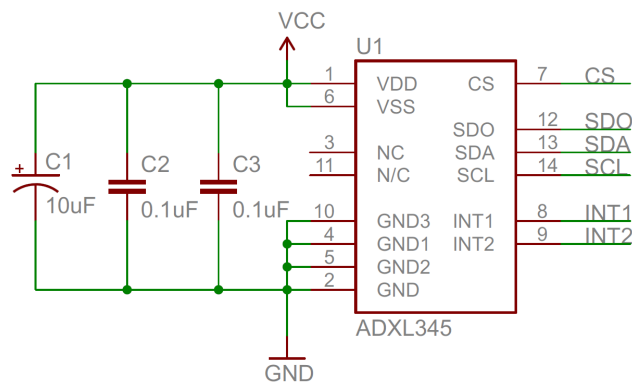 VCC
U1
1 VDD CS 7 CS
6 VSS
SDO 12 SDO
3 NC SDA 13 SDA
11 N/C SCL 14 SCL
+ C1 C2 C3
10uF 0.1uF 0.1uF
10 GND3 INT1 8 INT1
4 GND1 INT2 9 INT2
5 GND2
2 GND
ADXL345
GND